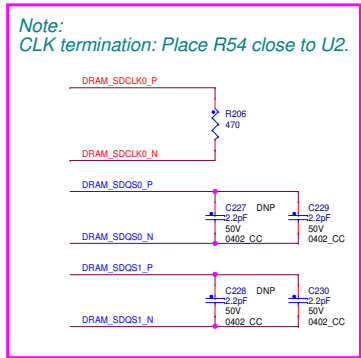 Note:
CLK termination: Place R54 close to U2.
DRAM_SDCLK0_P
R206
470
DRAM_SDCLK0_N
DRAM_SDQS0_P
C227 DNP C229
2.2pF 2.2pF
50V 50V
DRAM_SDQS0_N 0402_CC 0402_CC
DRAM_SDQS1_P
C228 DNP C230
2.2pF 2.2pF
50V 50V
DRAM_SDQS1_N 0402_CC 0402_CC